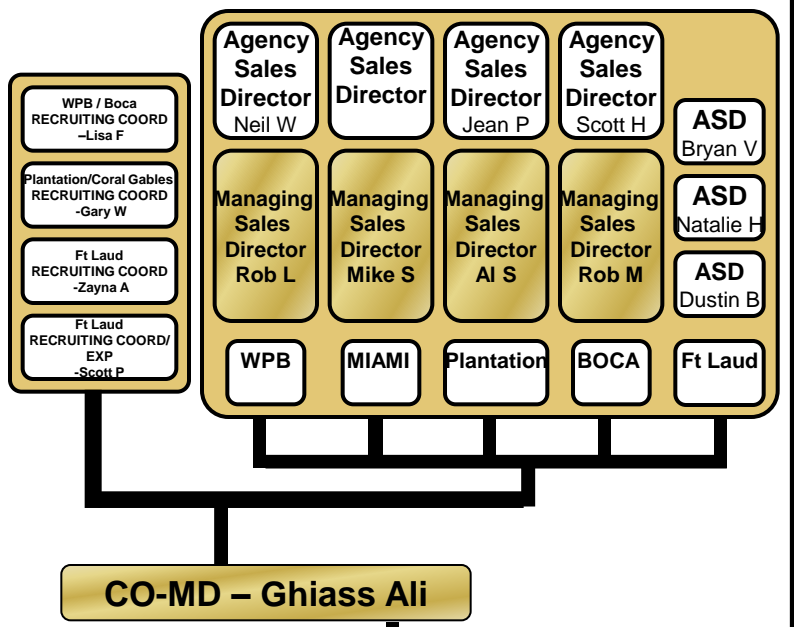 WPB / Boca
RECRUITING COORD
–Lisa F
Plantation/Coral Gables
RECRUITING COORD
-Gary W
Ft Laud
RECRUITING COORD
-Zayna A
Ft Laud
RECRUITING COORD/
EXP
-Scott P
Agency
Sales
Director
Neil W
Agency
Sales
Director
Agency
Sales
Director
Jean P
Agency
Sales
Director
Scott H
ASD
Bryan V
ASD
Natalie H
ASD
Dustin B
Managing
Sales
Director
Rob L
Managing
Sales
Director
Mike S
Managing
Sales
Director
Al S
Managing
Sales
Director
Rob M
WPB
MIAMI
Plantation
BOCA
Ft Laud
CO-MD – Ghiass Ali